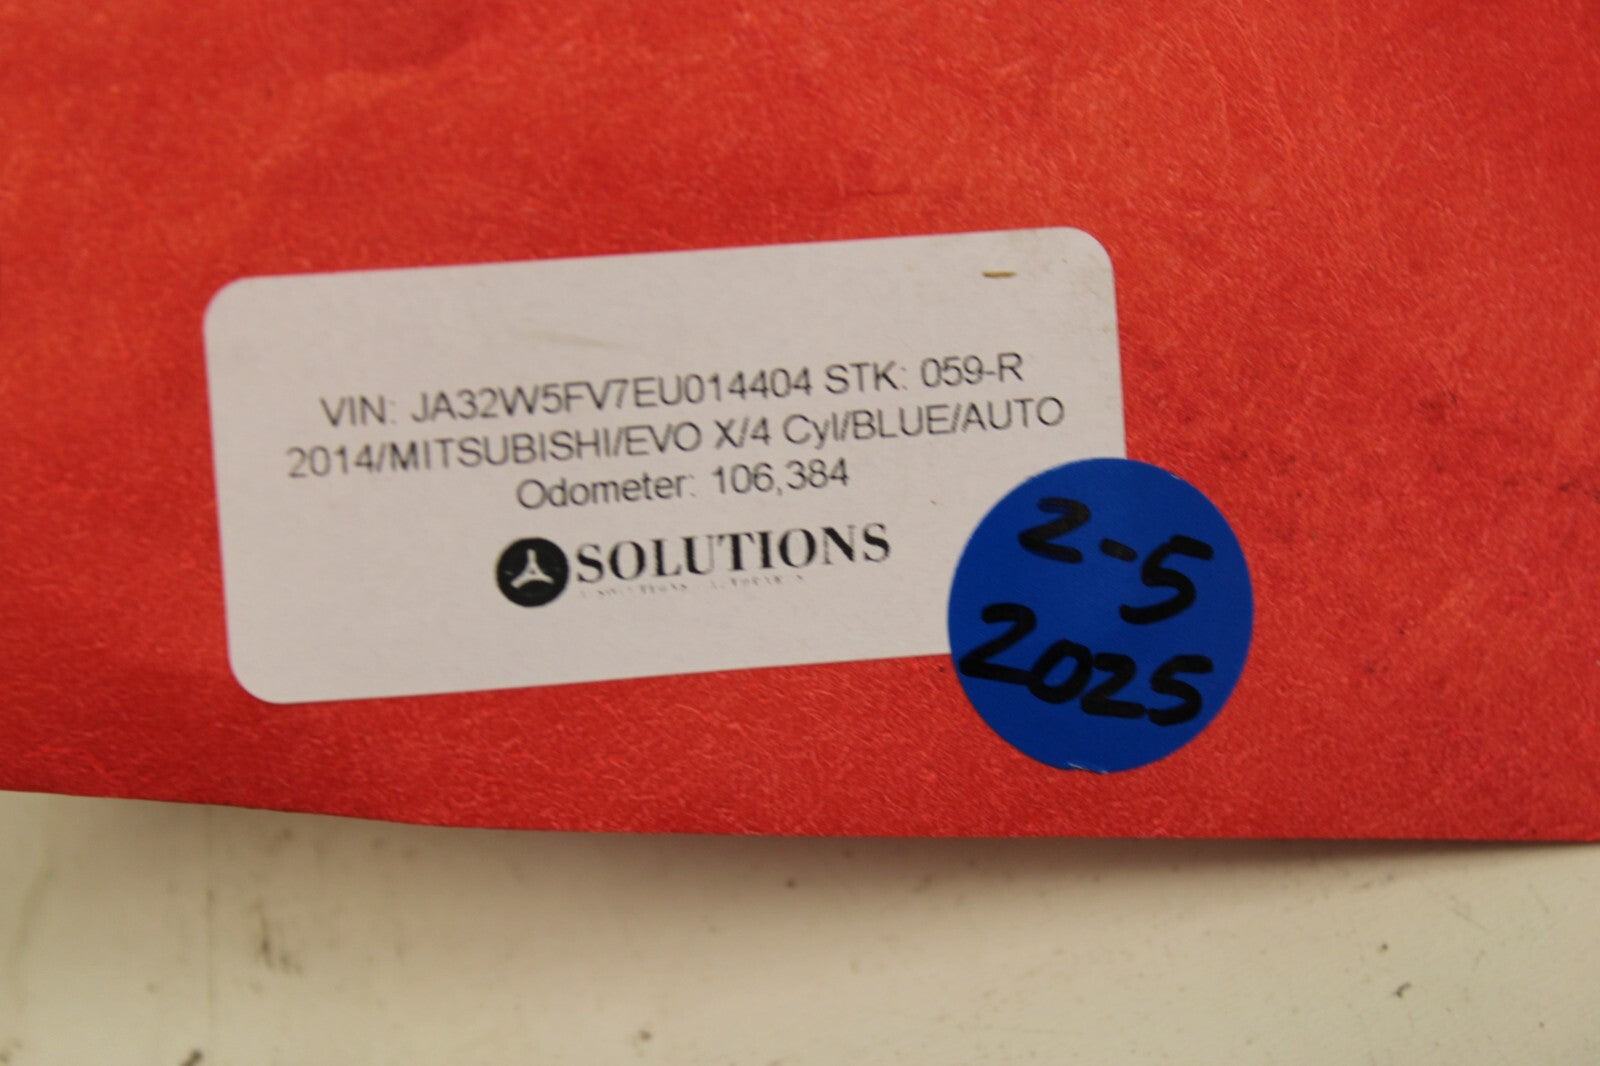 VIN: JA32W5FV7EU014404 STK: 059-R
2014/MITSUBISHI/EVO X/4 Cyl/BLUE/AUTO
Odometer: 106,384
SOLUTIONS
2-5
2025